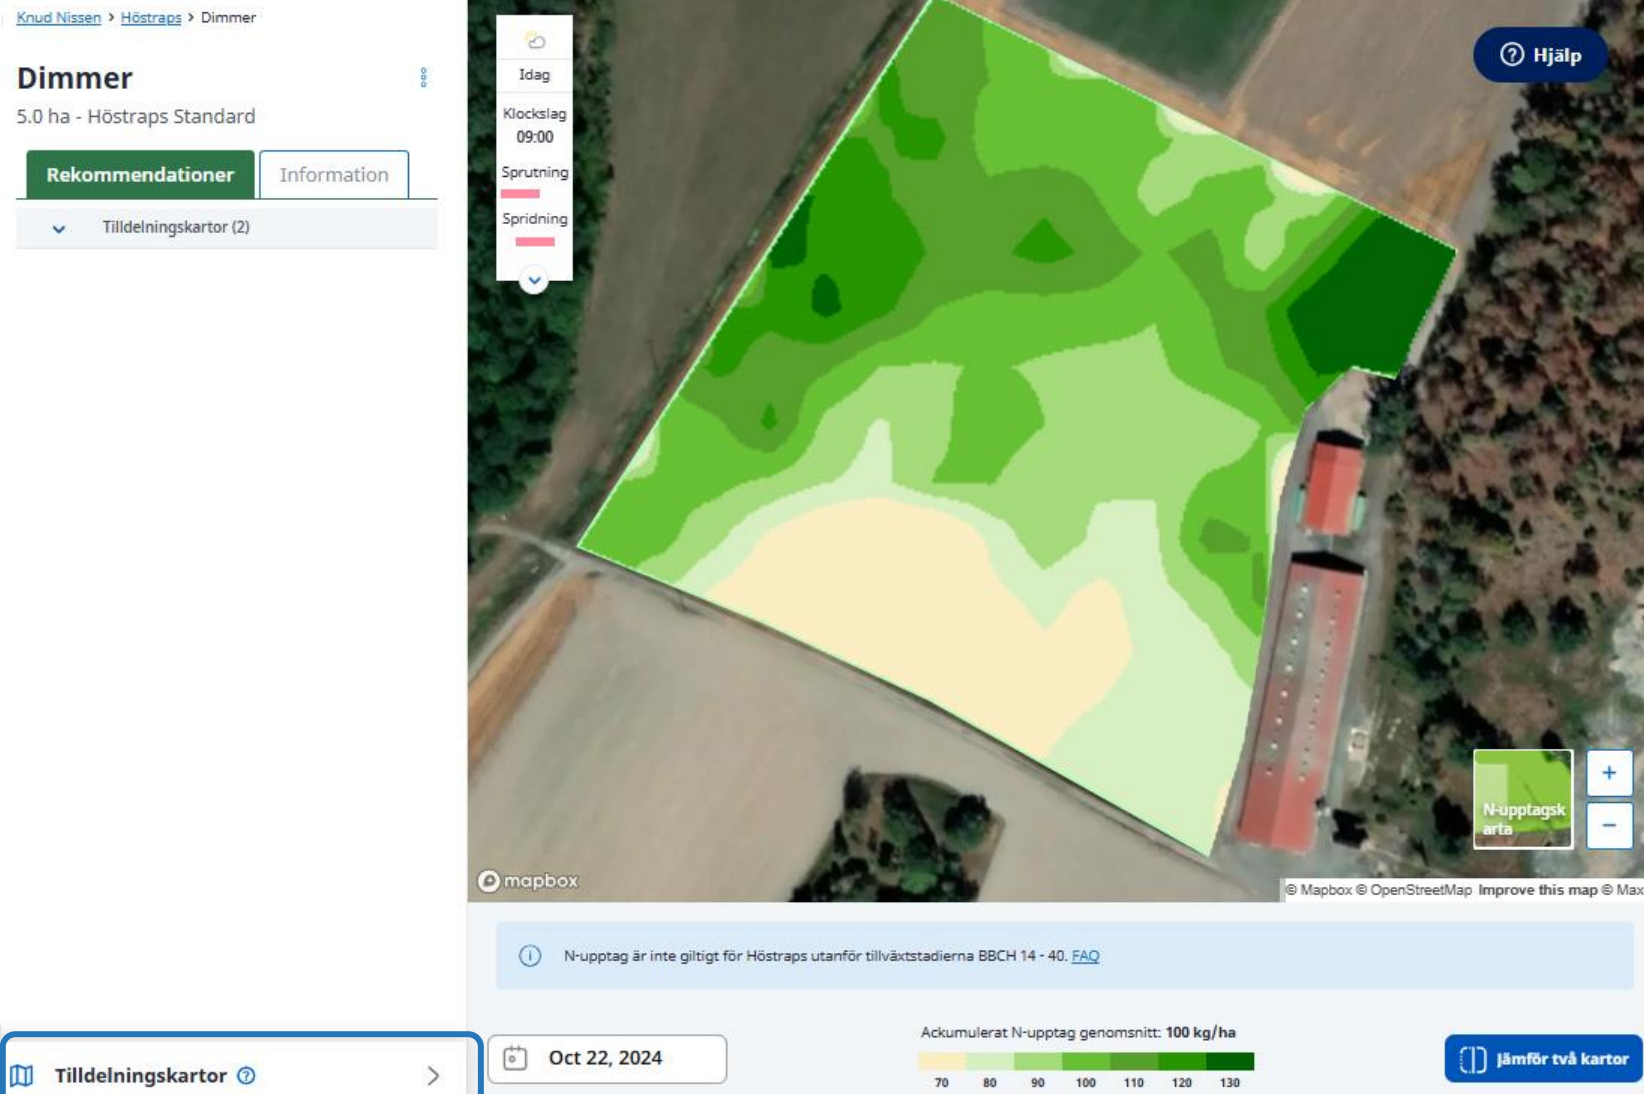 Knud Nissen > Höstraps > Dimmer
Dimmer
5.0 ha - Höstraps Standard
Rekommendationer
Information
Tilldelningskartor (2)
Tilldelningskartor
Idag
Klockslag
09:00
Sprutning
Spridning
Hjälp
N-upptagsk
arta
+
−
mapbox
© Mapbox © OpenStreetMap Improve this map © Max
N-upptag är inte giltigt för Höstraps utanför tillväxtstadierna BBCH 14 - 40. FAQ
Oct 22, 2024
Ackumulerat N-upptag genomsnitt: 100 kg/ha
70 80 90 100 110 120 130
Jämför två kartor